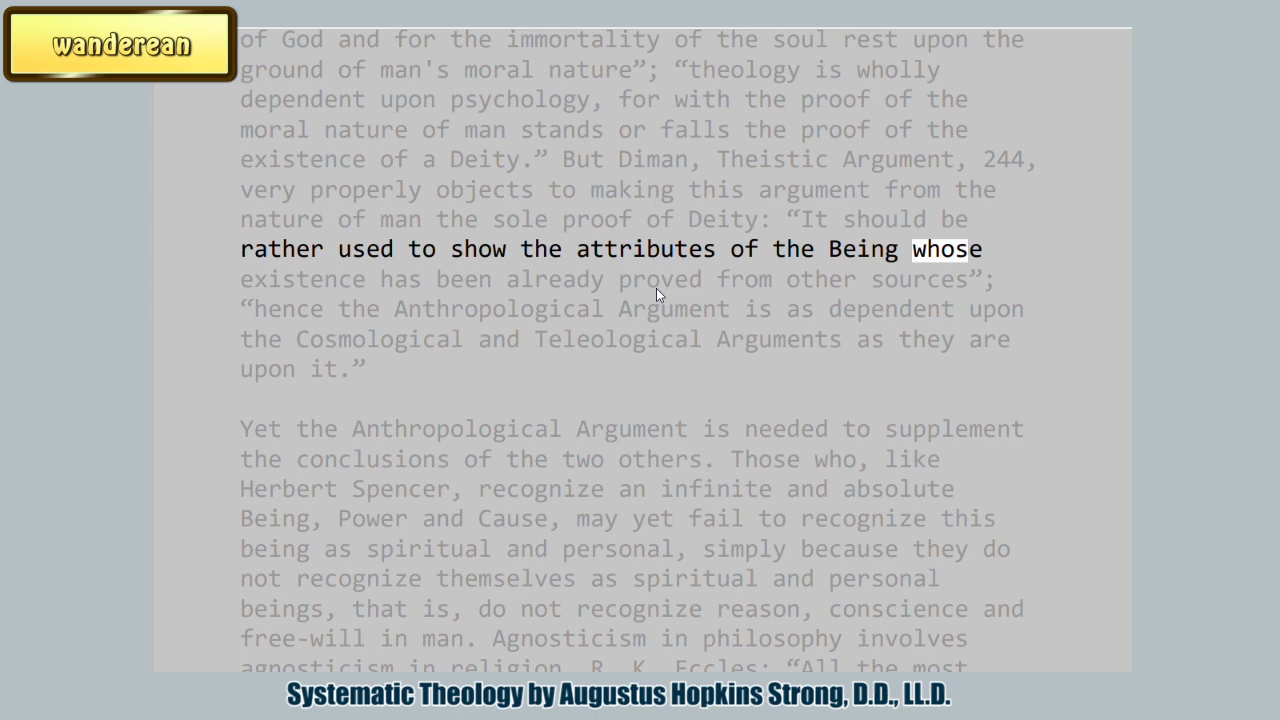 wanderean
of God and for the immortality of the soul rest upon the
ground of man's moral nature”; “theology is wholly
dependent upon psychology, for with the proof of the
moral nature of man stands or falls the proof of the
existence of a Deity.” But Diman, Theistic Argument, 244,
very properly objects to making this argument from the
nature of man the sole proof of Deity: “It should be
rather used to show the attributes of the Being whose
existence has been already proved from other sources”;
“hence the Anthropological Argument is as dependent upon
the Cosmological and Teleological Arguments as they are
upon it.”
Yet the Anthropological Argument is needed to supplement
the conclusions of the two others. Those who, like
Herbert Spencer, recognize an infinite and absolute
Being, Power and Cause, may yet fail to recognize this
being as spiritual and personal, simply because they do
not recognize themselves as spiritual and personal
beings, that is, do not recognize reason, conscience and
free-will in man. Agnosticism in philosophy involves
agnosticism in religion. R. K. Eccles: “All the most
Systematic Theology by Augustus Hopkins Strong, D.D., LL.D.